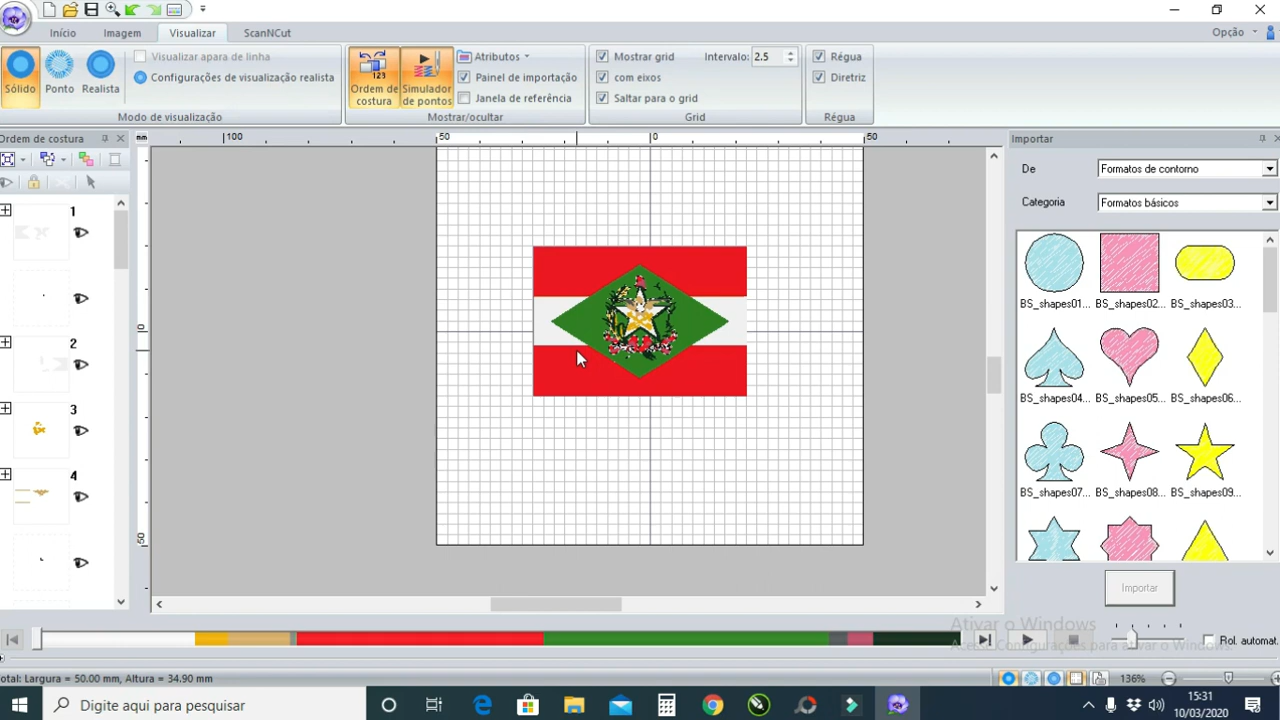 Início Imagem Visualizar ScanNCut Opção
Visualizar apara de linha
Configurações de visualização realista
Sólido Ponto Realista
Modo de visualização
Ordem de costura
Simulador de pontos
Atributos
Painel de importação
Janela de referência
Mostrar/ocultar
Mostrar grid Intervalo: 2.5
com eixos
Saltar para o grid
Grid
Régua
Diretriz
Régua
Ordem de costura
mm 100 50 0 50
0
50
1
2
3
4
Importar
De Formatos de contorno
Categoria Formatos básicos
BS_shapes01... BS_shapes02... BS_shapes03...
BS_shapes04... BS_shapes05... BS_shapes06...
BS_shapes07... BS_shapes08... BS_shapes09...
Importar
Ativar o Windows
Acesse Configurações para ativar o Windows.
Rol. automat.
otal: Largura = 50.00 mm, Altura = 34.90 mm
136%
Digite aqui para pesquisar
15:31
10/03/2020